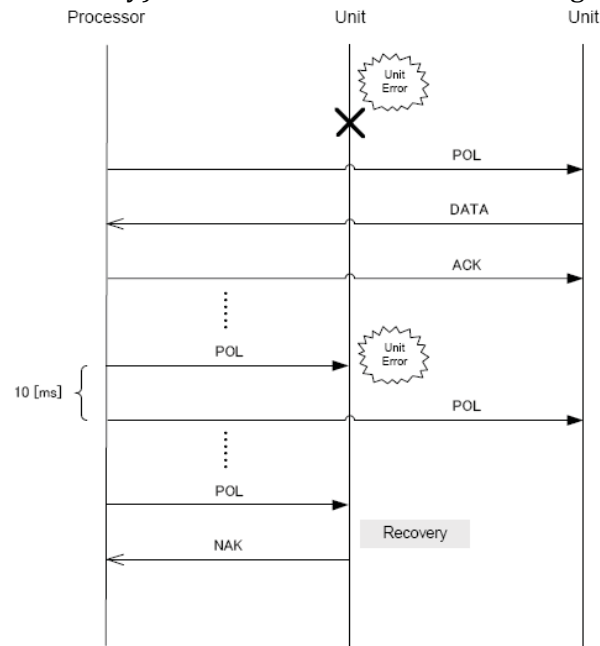 Processor Unit Unit
Unit
Error
POL
DATA
ACK
POL
Unit
Error
10 [ms]
POL
POL
Recovery
NAK